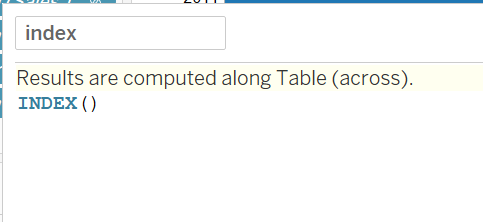 index
Results are computed along Table (across).
INDEX()